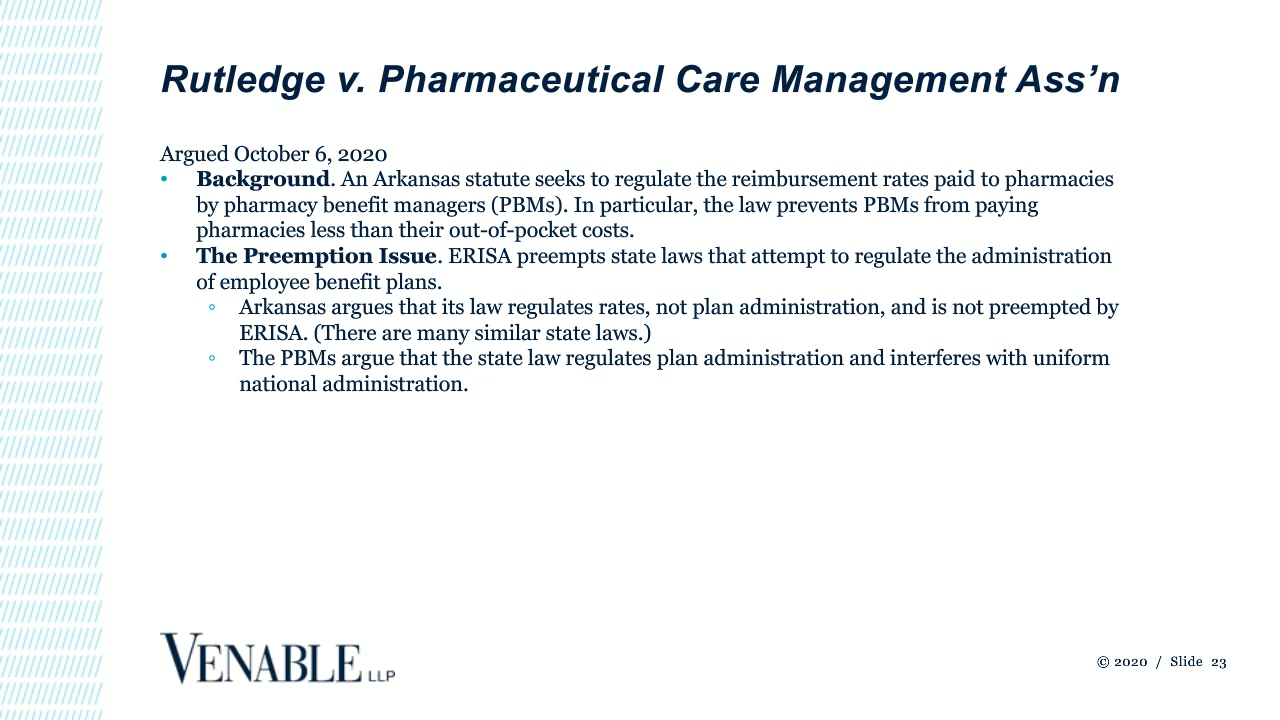 Rutledge v. Pharmaceutical Care Management Ass’n
Argued October 6, 2020
• Background. An Arkansas statute seeks to regulate the reimbursement rates paid to pharmacies
by pharmacy benefit managers (PBMs). In particular, the law prevents PBMs from paying
pharmacies less than their out-of-pocket costs.
• The Preemption Issue. ERISA preempts state laws that attempt to regulate the administration
of employee benefit plans.
◦ Arkansas argues that its law regulates rates, not plan administration, and is not preempted by
ERISA. (There are many similar state laws.)
◦ The PBMs argue that the state law regulates plan administration and interferes with uniform
national administration.
VENABLE LLP
© 2020 / Slide 23